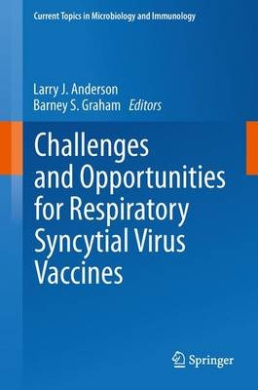 Current Topics in Microbiology and Immunology
Larry J. Anderson
Barney S. Graham Editors
Challenges
and Opportunities
for Respiratory
Syncytial Virus
Vaccines
Springer